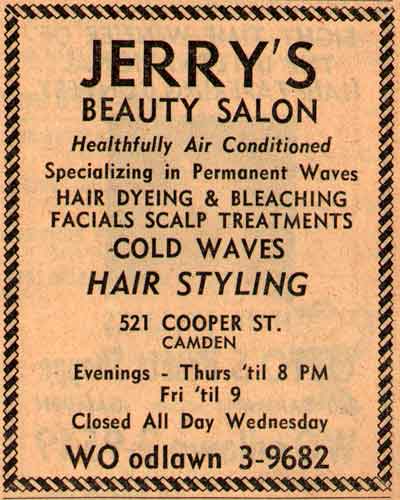 JERRY'S
BEAUTY SALON
Healthfully Air Conditioned
Specializing in Permanent Waves
HAIR DYEING & BLEACHING
FACIALS SCALP TREATMENTS
COLD WAVES
HAIR STYLING
521 COOPER ST.
CAMDEN
Evenings - Thurs 'til 8 PM
Fri 'til 9
Closed All Day Wednesday
WO odlawn 3-9682